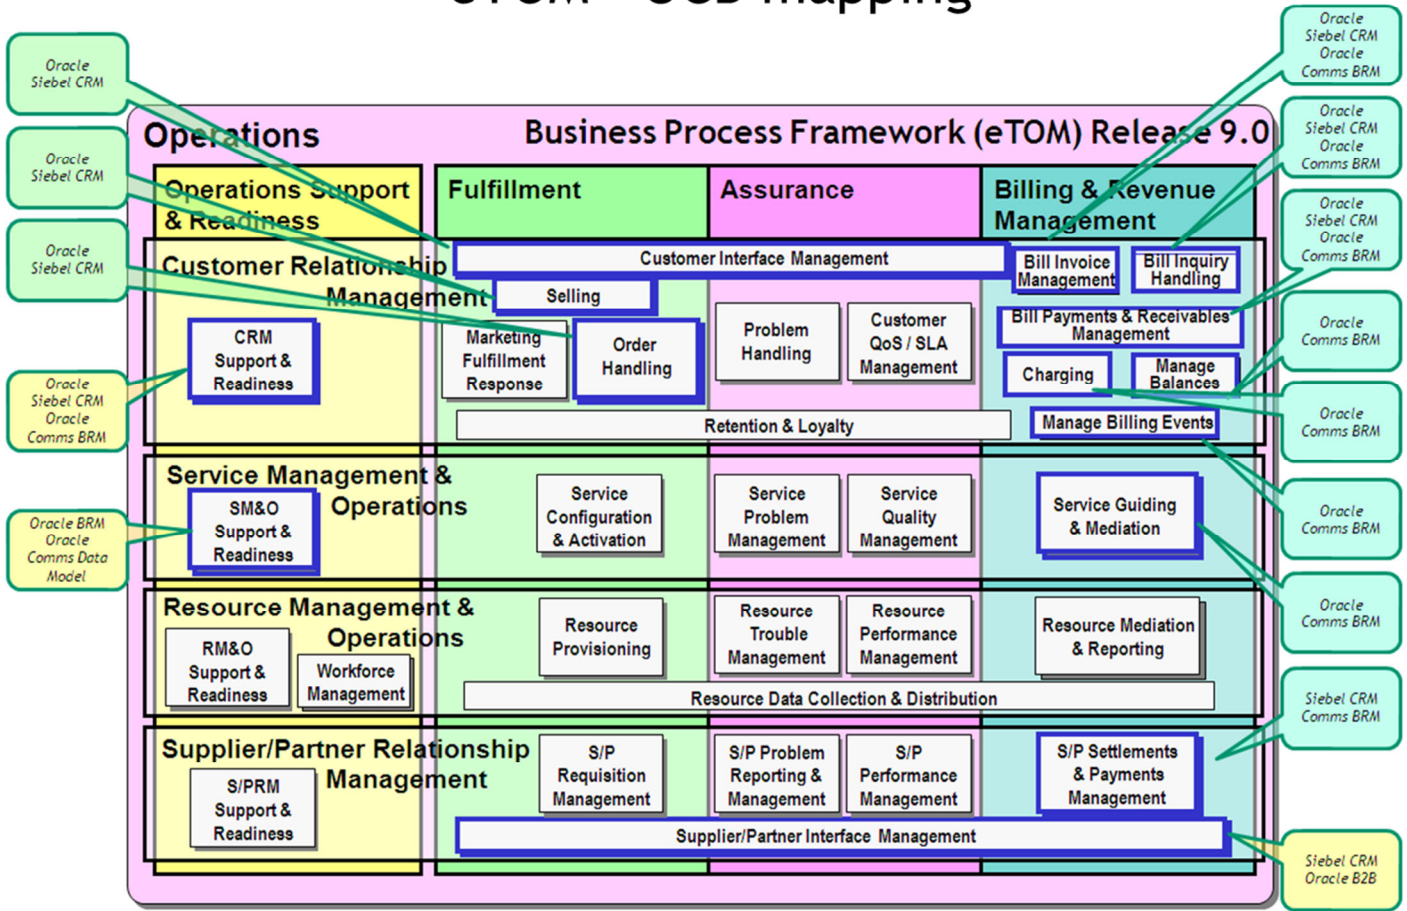 mapping
Oracle
Siebel CRM
Oracle
Siebel CRM
Oracle
Siebel CRM
Oracle
Siebel CRM
Oracle
Comms BRM
Oracle BRM
Oracle
Comms Data
Model
Operations
Business Process Framework (eTOM) Release 9.0
Operations Support
& Readiness
Fulfillment
Assurance
Billing & Revenue
Management
Customer Relationship
Management
Customer Interface Management
Selling
CRM
Support &
Readiness
Marketing
Fulfillment
Response
Order
Handling
Problem
Handling
Customer
QoS / SLA
Management
Bill Invoice
Management
Bill Inquiry
Handling
Bill Payments & Receivables
Management
Charging
Manage
Balances
Retention & Loyalty
Manage Billing Events
Service Management &
Operations
SM&O
Support &
Readiness
Service
Configuration
& Activation
Service
Problem
Management
Service
Quality
Management
Service Guiding
& Mediation
Resource Management &
Operations
RM&O
Support &
Readiness
Workforce
Management
Resource
Provisioning
Resource
Trouble
Management
Resource
Performance
Management
Resource Mediation
& Reporting
Resource Data Collection & Distribution
Supplier/Partner Relationship
Management
S/PRM
Support &
Readiness
S/P
Requisition
Management
S/P Problem
Reporting &
Management
S/P
Performance
Management
S/P Settlements
& Payments
Management
Supplier/Partner Interface Management
Oracle
Siebel CRM
Oracle
Comms BRM
Oracle
Siebel CRM
Oracle
Comms BRM
Oracle
Siebel CRM
Oracle
Comms BRM
Oracle
Comms BRM
Oracle
Comms BRM
Oracle
Comms BRM
Oracle
Comms BRM
Siebel CRM
Comms BRM
Siebel CRM
Oracle B2B